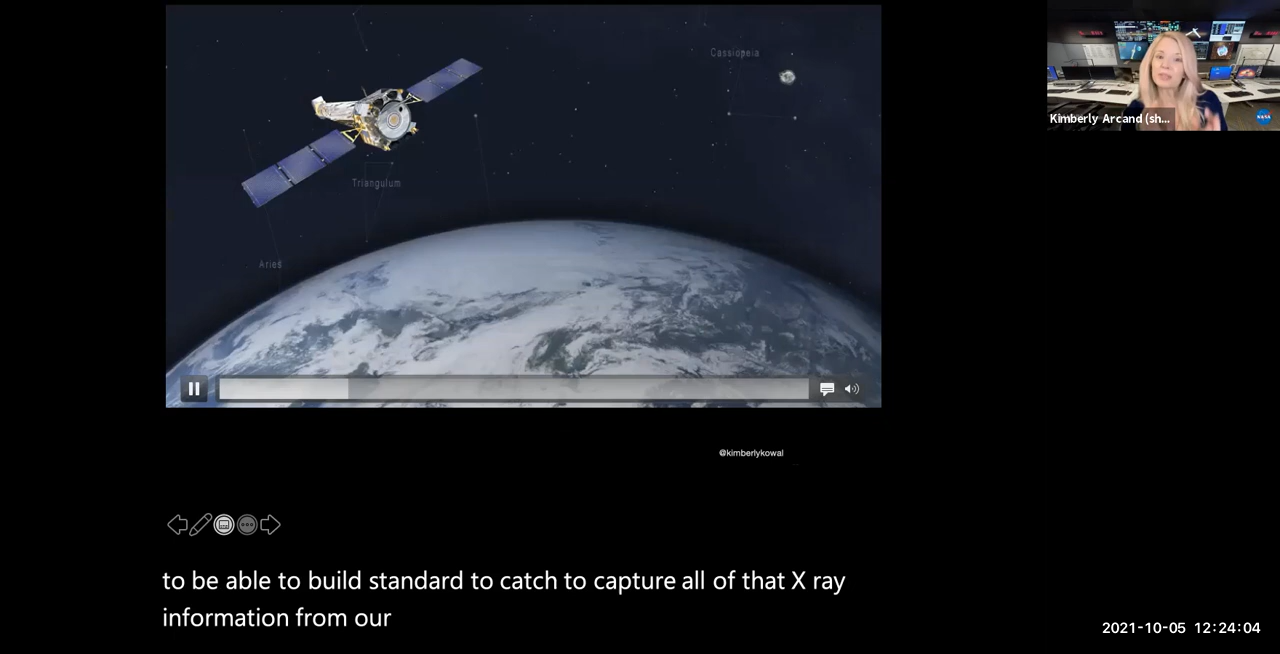 Cassiopeia
Triangulum
Aries
Kimberly Arcand (sh...
NASA
@kimberlykowal
to be able to build standard to catch to capture all of that X ray
information from our
2021-10-05 12:24:04